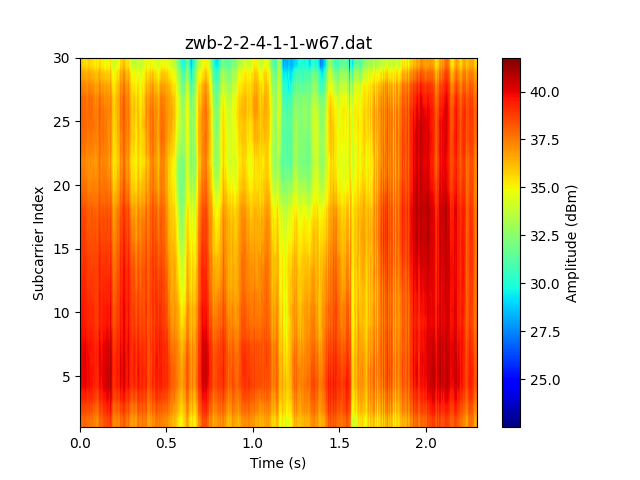 zwb-2-2-4-1-1-w67.dat
30
25
20
15
10
5
Subcarrier Index
0.0 0.5 1.0 1.5 2.0
Time (s)
40.0
37.5
35.0
32.5
30.0
27.5
25.0
Amplitude (dBm)